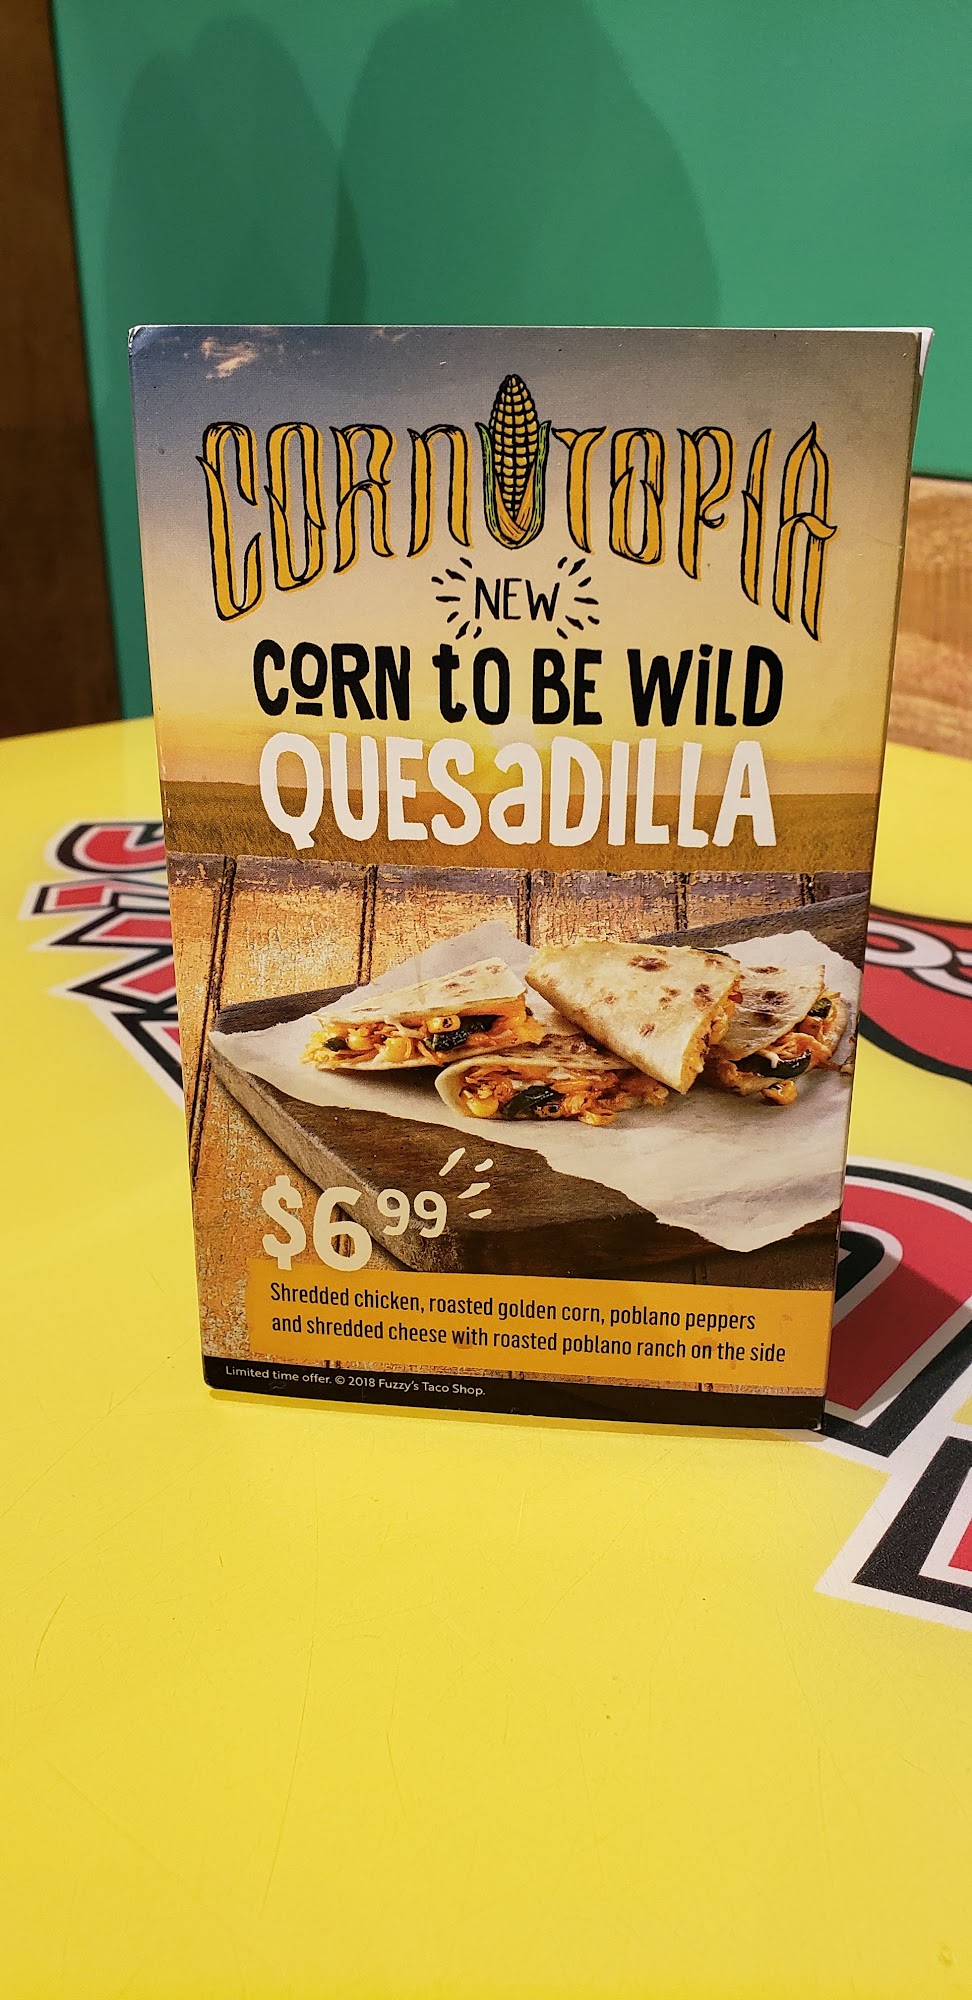 CORNUTOPIA
NEW
CORN tO BE WiLD
QUESaDILLA
$6 99
Shredded chicken, roasted golden corn, poblano peppers
and shredded cheese with roasted poblano ranch on the side
Limited time offer. © 2018 Fuzzy's Taco Shop.